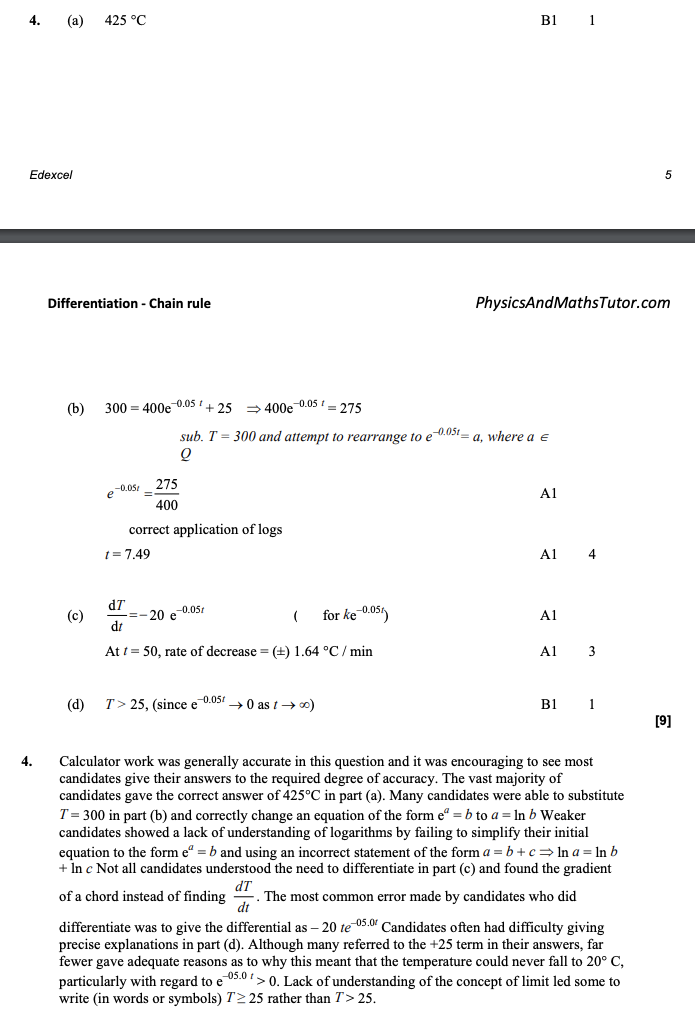 4. (a) 425 °C B1 1
Edexcel 5
Differentiation - Chain rule PhysicsAndMathsTutor.com
(b) 300 = 400e^–0.05 t + 25 ⇒ 400e^–0.05 t = 275
sub. T = 300 and attempt to rearrange to e^–0.05t = a, where a ∈
Q
e^–0.05t = 275/400 A1
correct application of logs
t = 7.49 A1 4
(c) dT/dt = – 20 e^–0.05t ( for ke^–0.05t) A1
At t = 50, rate of decrease = (±) 1.64 °C / min A1 3
(d) T > 25, (since e^–0.05t → 0 as t → ∞) B1 1
[9]
4. Calculator work was generally accurate in this question and it was encouraging to see most
candidates give their answers to the required degree of accuracy. The vast majority of
candidates gave the correct answer of 425°C in part (a). Many candidates were able to substitute
T = 300 in part (b) and correctly change an equation of the form e^a = b to a = ln b Weaker
candidates showed a lack of understanding of logarithms by failing to simplify their initial
equation to the form e^a = b and using an incorrect statement of the form a = b + c ⇒ ln a = ln b
+ ln c Not all candidates understood the need to differentiate in part (c) and found the gradient
of a chord instead of finding dT/dt . The most common error made by candidates who did
differentiate was to give the differential as – 20 te^–05.0t Candidates often had difficulty giving
precise explanations in part (d). Although many referred to the +25 term in their answers, far
fewer gave adequate reasons as to why this meant that the temperature could never fall to 20° C,
particularly with regard to e^–05.0 t > 0. Lack of understanding of the concept of limit led some to
write (in words or symbols) T ≥ 25 rather than T > 25.